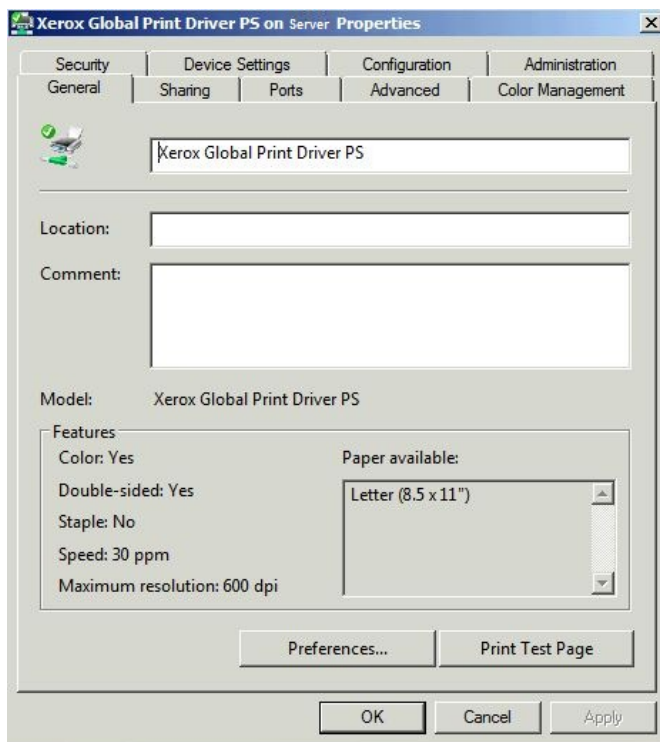 Xerox Global Print Driver PS on Server Properties
Security Device Settings Configuration Administration
General Sharing Ports Advanced Color Management
Xerox Global Print Driver PS
Location:
Comment:
Model: Xerox Global Print Driver PS
Features
Color: Yes
Paper available:
Double-sided: Yes
Letter (8.5 x 11")
Staple: No
Speed: 30 ppm
Maximum resolution: 600 dpi
Preferences... Print Test Page
OK Cancel Apply